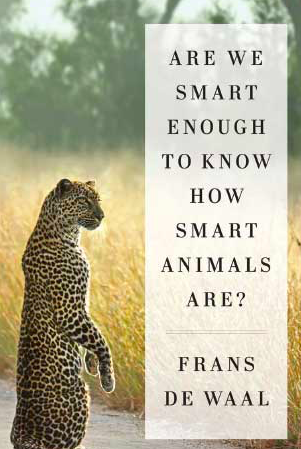 ARE WE
SMART
ENOUGH
TO KNOW
HOW
SMART
ANIMALS
ARE?
FRANS
DE WAAL